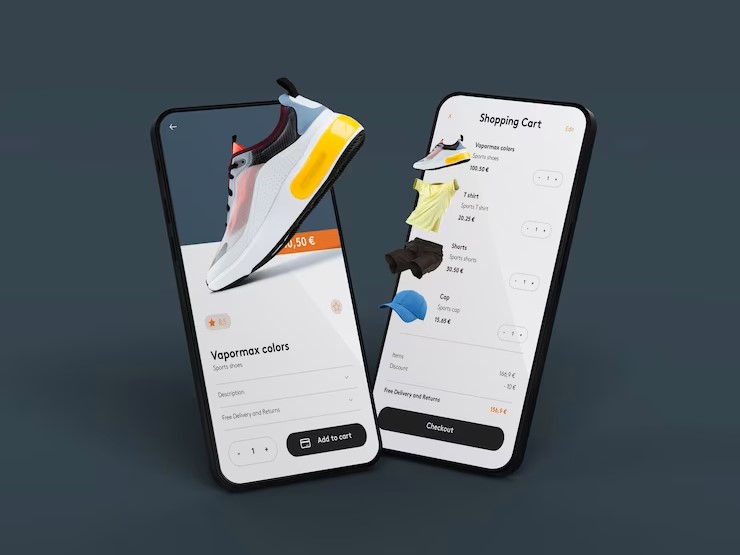 0,50 €
4.1
Vapormax colors
Sports shoes
Description
Free Delivery and Returns
- 1 +
Add to cart
Shopping Cart
Edit
Vapormax colors
Sports shoes
100.50 €
- 1 +
T shirt
Sports T shirt
20.25 €
- 1 +
Shorts
Sports shorts
30.50 €
- 1 +
Cap
Sports cap
15.65 €
- 1 +
Items
166,9 €
Discount
- 10 €
Free Delivery and Returns
156,9 €
Checkout